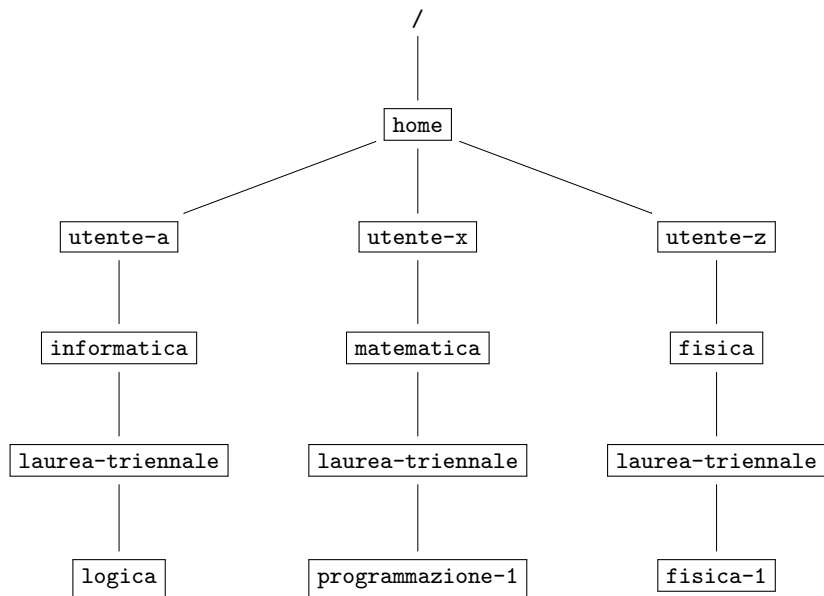 /
home
utente-a utente-x utente-z
informatica matematica fisica
laurea-triennale laurea-triennale laurea-triennale
logica programmazione-1 fisica-1